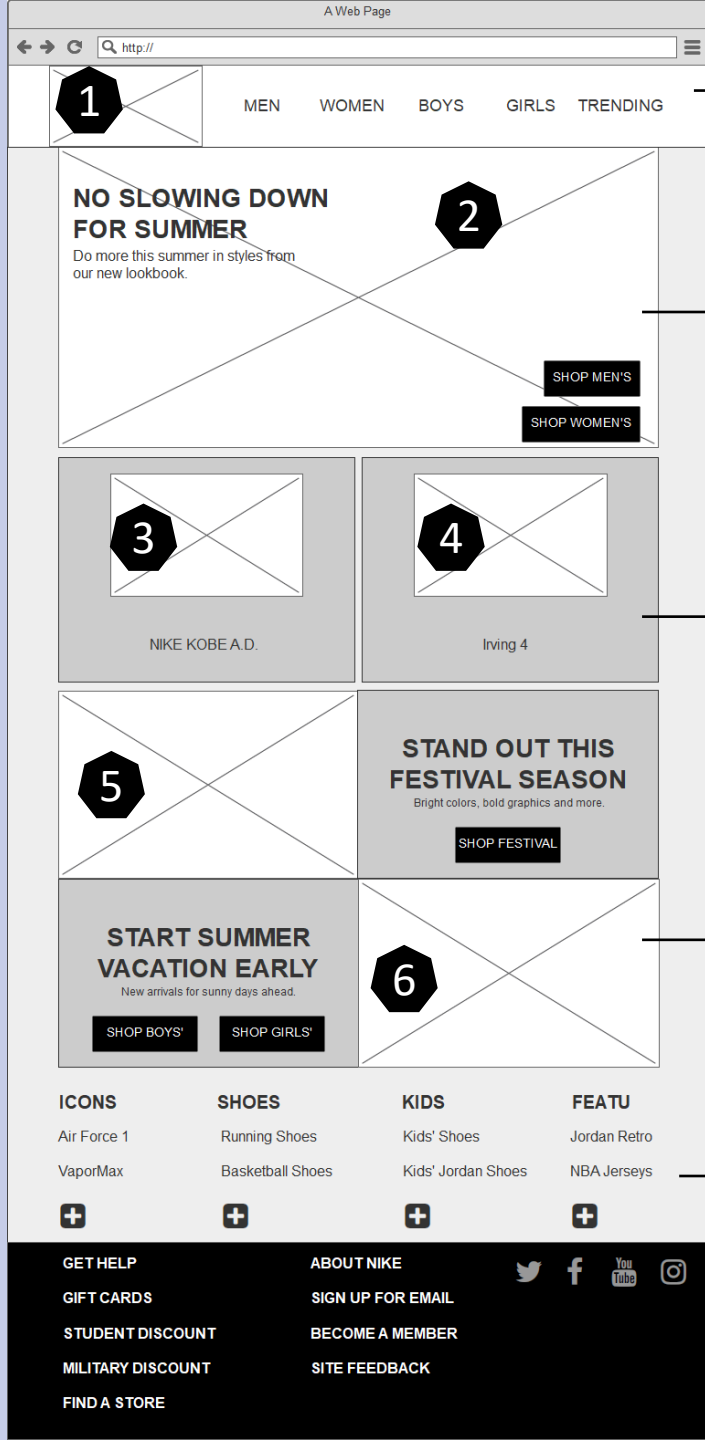 A Web Page
http://
1
MEN WOMEN BOYS GIRLS TRENDING
NO SLOWING DOWN
FOR SUMMER
Do more this summer in styles from
our new lookbook.
2
SHOP MEN'S
SHOP WOMEN'S
3
NIKE KOBE A.D.
4
Irving 4
5
STAND OUT THIS
FESTIVAL SEASON
Bright colors, bold graphics and more.
SHOP FESTIVAL
START SUMMER
VACATION EARLY
New arrivals for sunny days ahead.
SHOP BOYS' SHOP GIRLS'
6
ICONS SHOES KIDS FEATU
Air Force 1 Running Shoes Kids' Shoes Jordan Retro
VaporMax Basketball Shoes Kids' Jordan Shoes NBA Jerseys
GET HELP ABOUT NIKE
You
Tube
GIFT CARDS SIGN UP FOR EMAIL
STUDENT DISCOUNT BECOME A MEMBER
MILITARY DISCOUNT SITE FEEDBACK
FIND A STORE